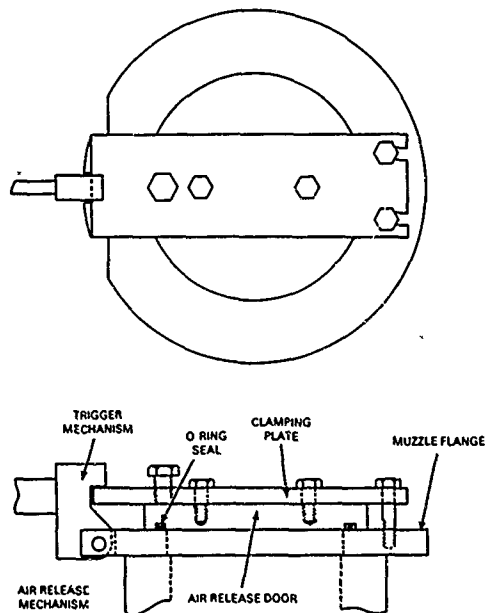 TRIGGER
MECHANISM
O RING
SEAL
CLAMPING
PLATE
MUZZLE FLANGE
AIR RELEASE
MECHANISM
AIR RELEASE DOOR